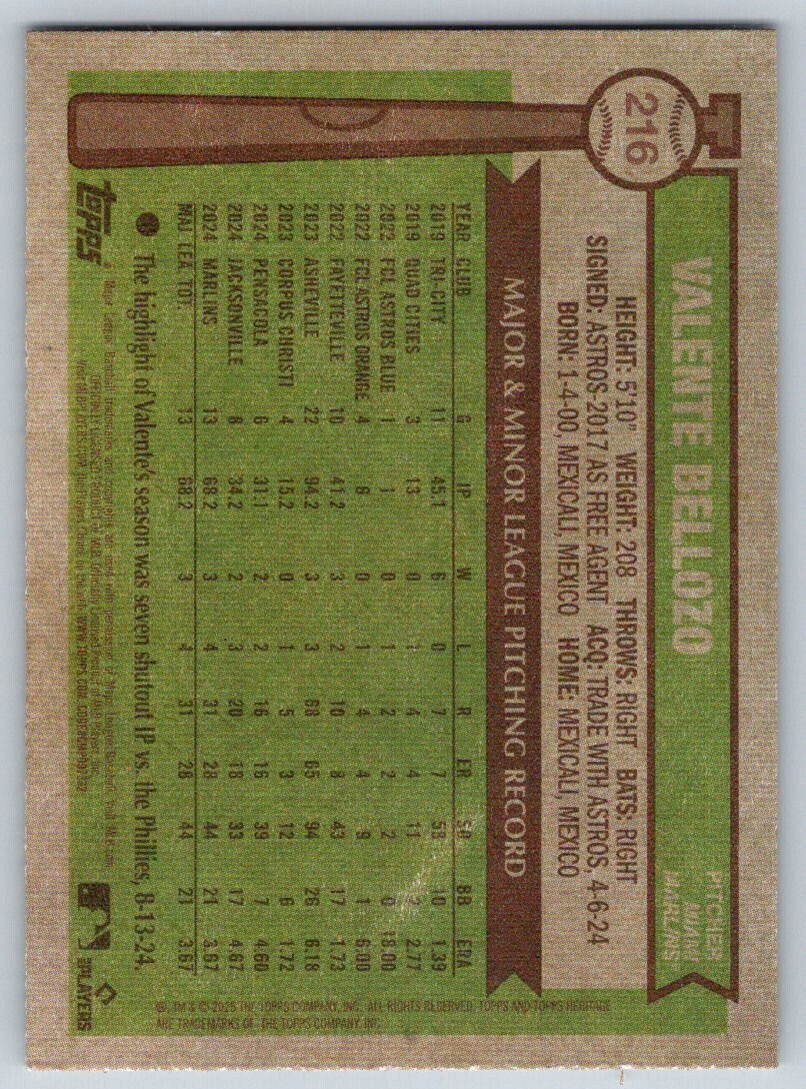 216
VALENTE BELLOZO
PITCHER
MIAMI
MARLINS
HEIGHT: 5'10" WEIGHT: 208 THROWS: RIGHT BATS: RIGHT
SIGNED: ASTROS-2017 AS FREE AGENT ACQ: TRADE WITH ASTROS, 4-6-24
BORN: 1-4-00, MEXICALI, MEXICO HOME: MEXICALI, MEXICO
MAJOR & MINOR LEAGUE PITCHING RECORD
YEAR CLUB G IP W L R ER SO BB ERA
2019 TRI-CITY 11 45.1 6 0 7 7 58 10 1.39
2019 QUAD CITIES 3 13 0 1 4 4 11 2.77
2022 FCL ASTROS BLUE 1 1 0 1 2 2 2 0 18.00
2022 FCL ASTROS ORANGE 4 6 0 1 4 4 9 1 6.00
2022 FAYETTEVILLE 10 41.2 3 2 10 8 43 17 1.73
2023 ASHEVILLE 22 94.2 3 3 68 65 94 26 6.18
2023 CORPUS CHRISTI 4 15.2 0 1 5 3 12 6 1.72
2024 PENSACOLA 6 31.1 2 2 16 16 39 7 4.60
2024 JACKSONVILLE 8 34.2 2 3 20 18 33 17 4.67
2024 MARLINS 13 68.2 3 4 31 28 44 21 3.67
MAJ. LEA. TOT. 13 68.2 3 4 31 28 44 21 3.67
The highlight of Valente's season was seven shutout IP vs. the Phillies, 8-13-24.
topps
MLB PLAYERS
®, TM & © 2025 THE TOPPS COMPANY, INC. ALL RIGHTS RESERVED. TOPPS AND TOPPS HERITAGE
ARE TRADEMARKS OF THE TOPPS COMPANY, INC.